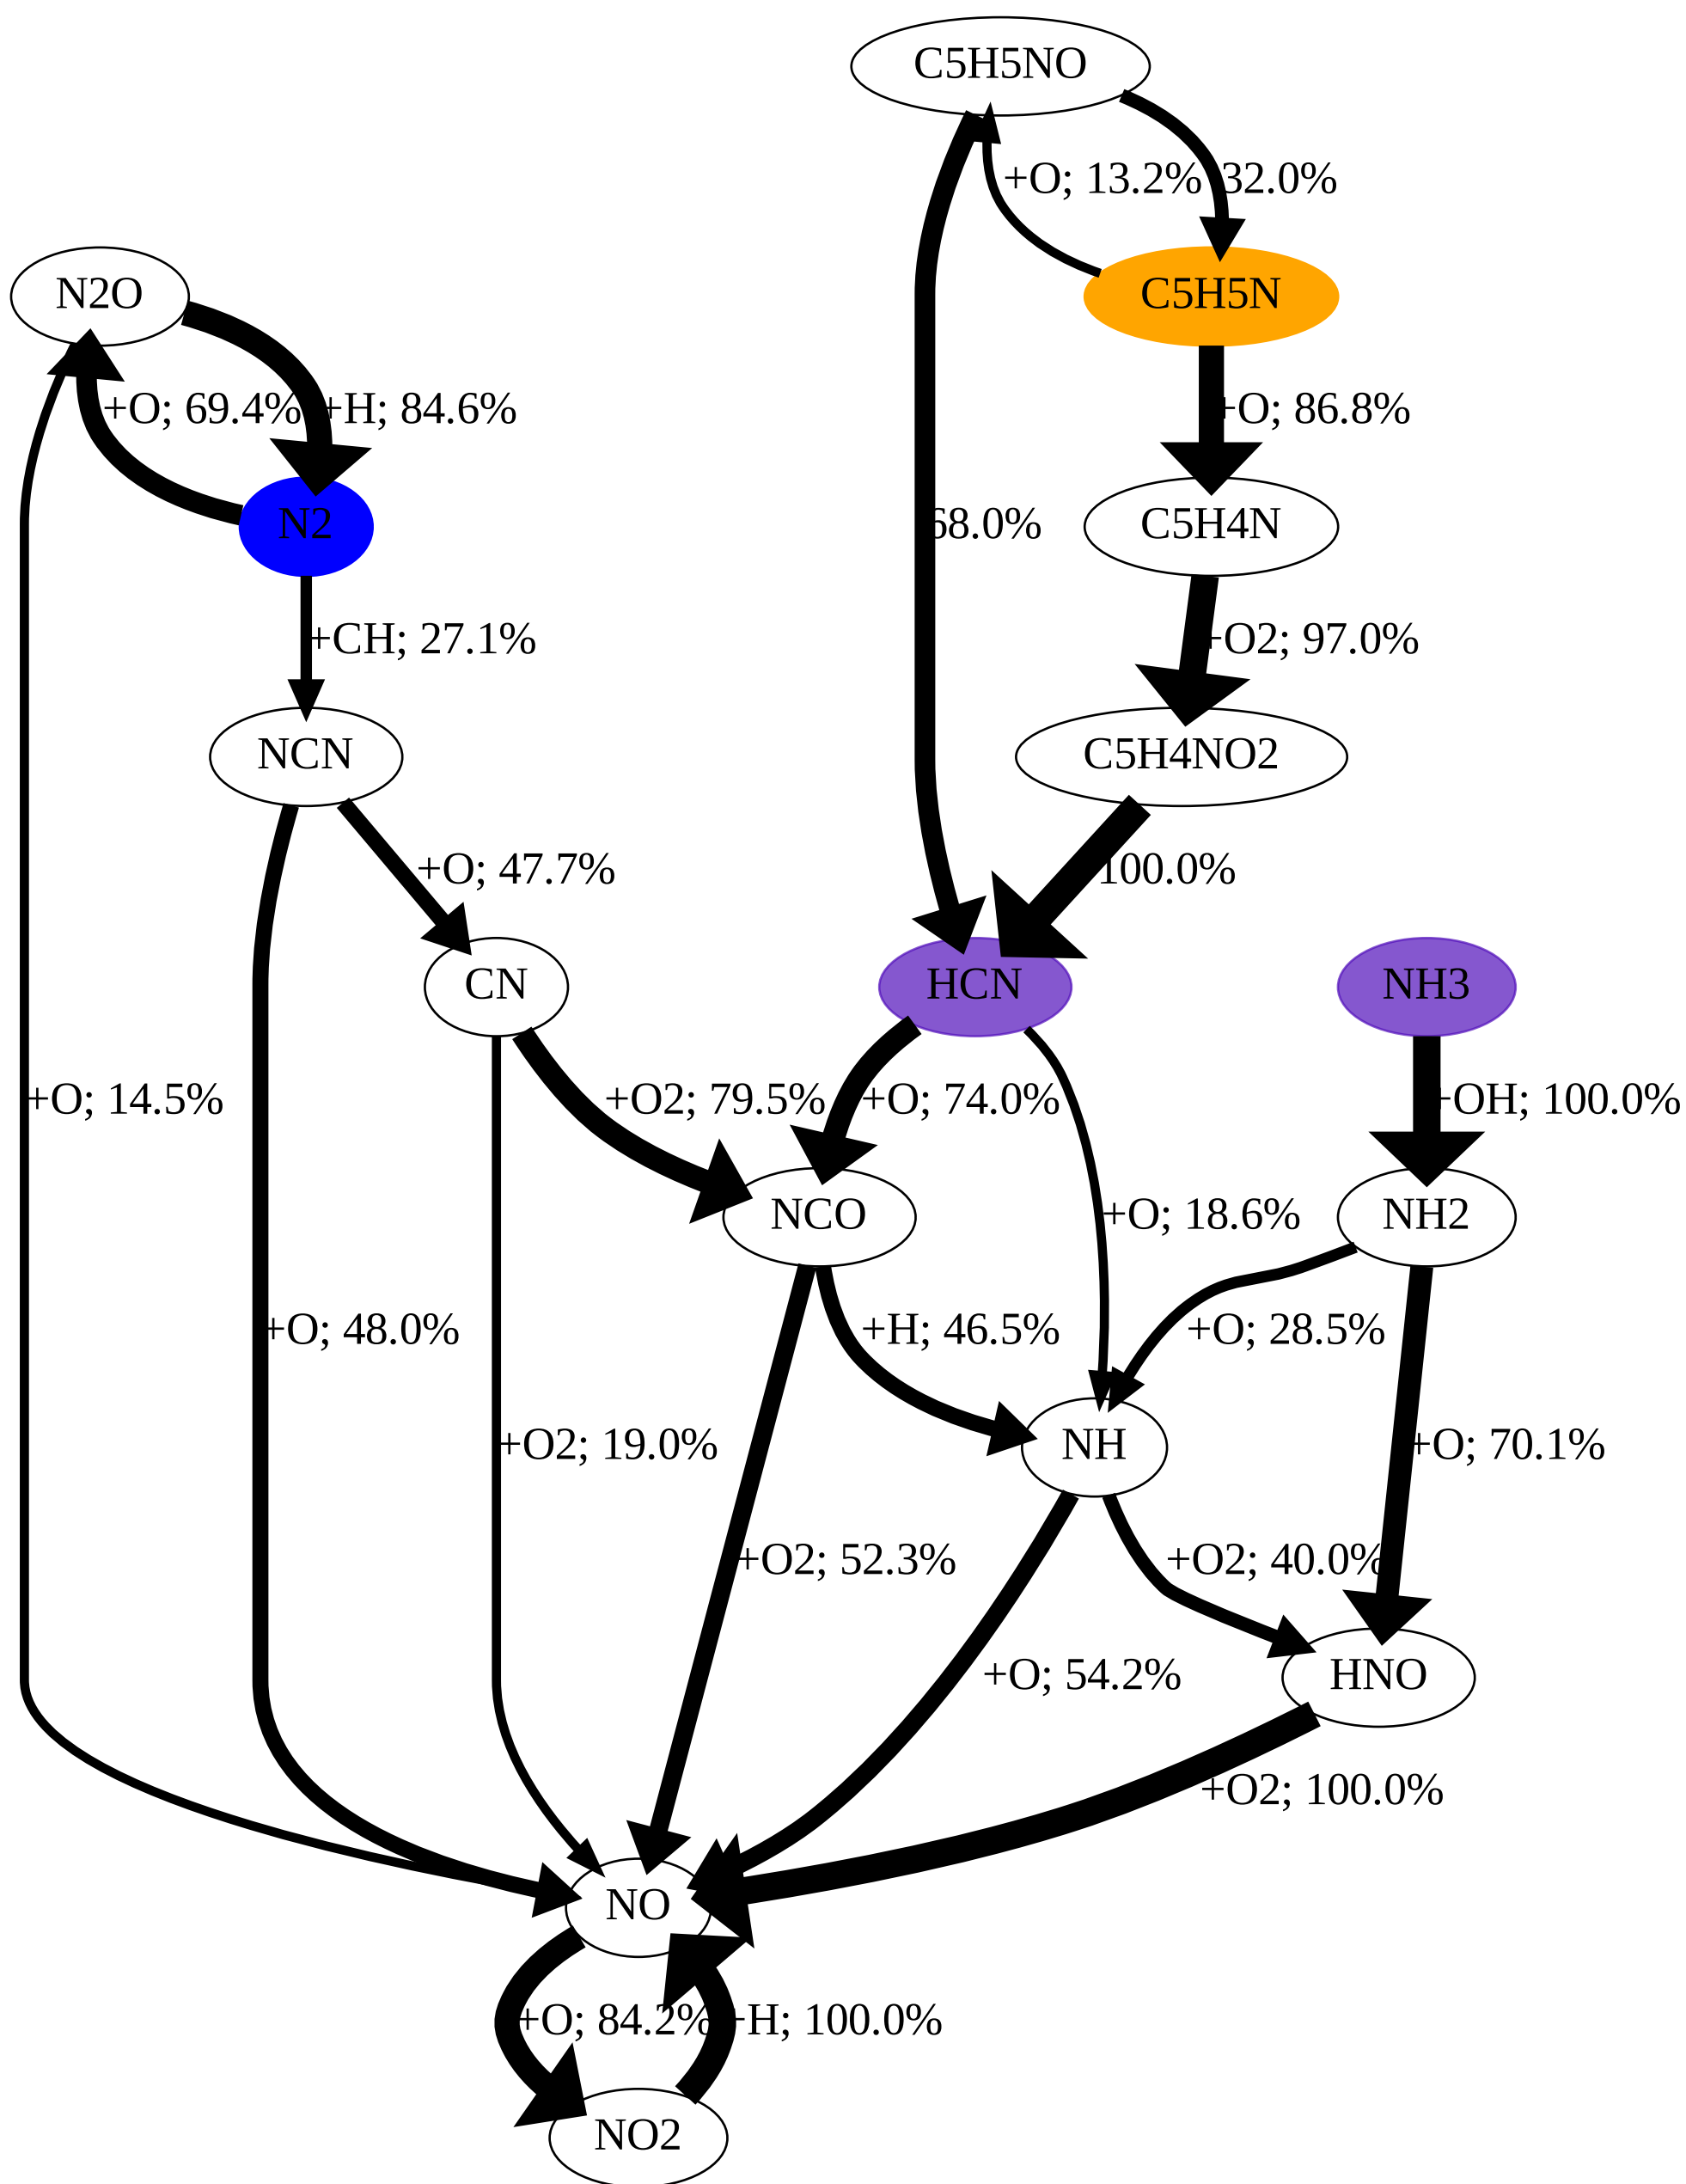 C5H5NO
+O; 13.2%
32.0%
N2O
C5H5N
+O; 69.4%
+H; 84.6%
+O; 86.8%
N2
68.0%
C5H4N
+CH; 27.1%
+O2; 97.0%
NCN
C5H4NO2
+O; 47.7%
100.0%
CN
HCN
NH3
+O; 14.5%
+O2; 79.5%
+O; 74.0%
+OH; 100.0%
NCO
+O; 18.6%
NH2
+O; 48.0%
+H; 46.5%
+O; 28.5%
+O2; 19.0%
NH
+O; 70.1%
+O2; 52.3%
+O2; 40.0%
+O; 54.2%
HNO
+O2; 100.0%
NO
+O; 84.2%
+H; 100.0%
NO2